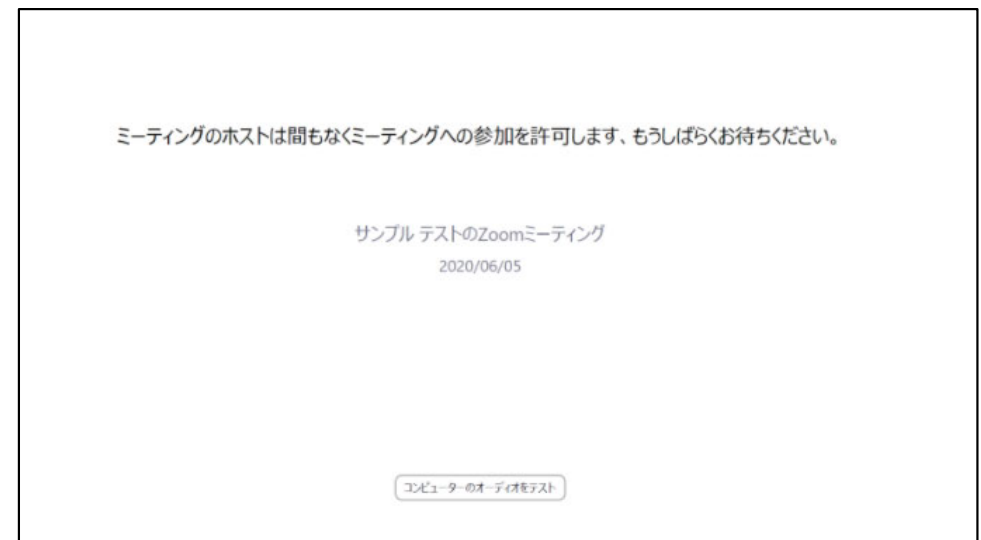 ミーティングのホストは間もなくミーティングへの参加を許可します、もうしばらくお待ちください。
サンプル テストのZoomミーティング
2020/06/05
コンピューターのオーディオをテスト